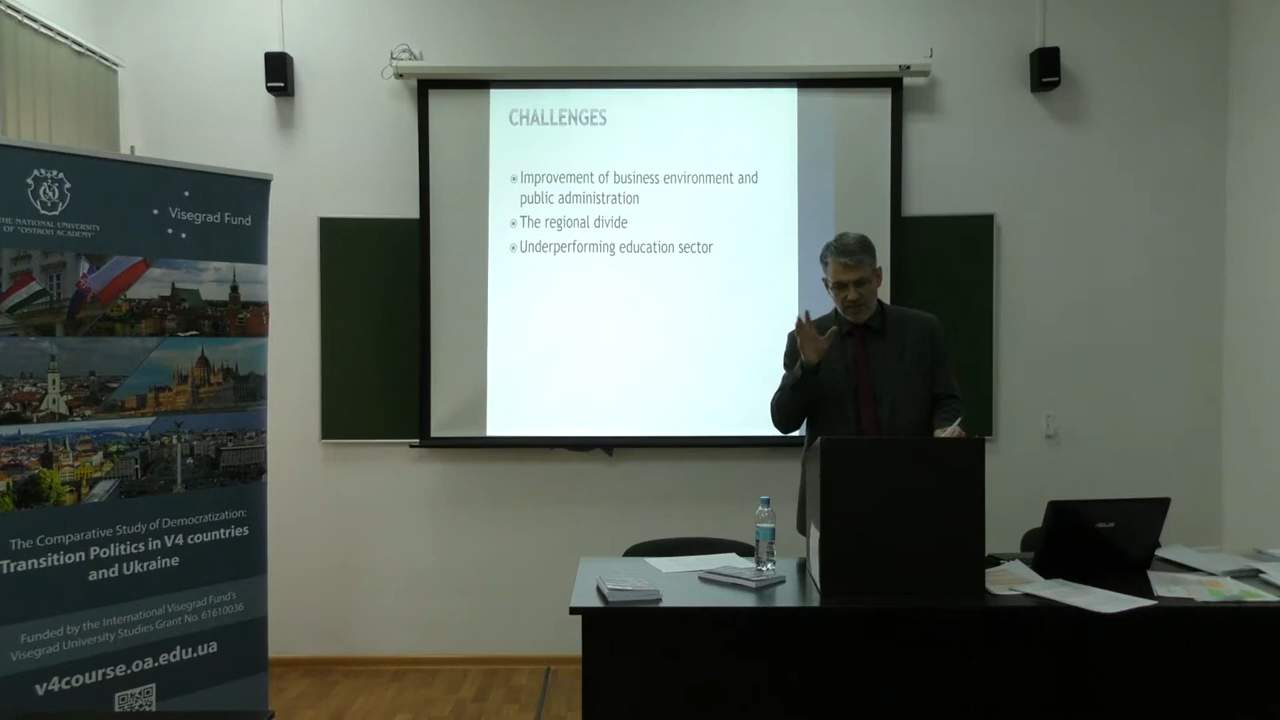 CHALLENGES
Improvement of business environment and
public administration
The regional divide
Underperforming education sector
THE NATIONAL UNIVERSITY
OF "OSTROH ACADEMY"
Visegrad Fund
The Comparative Study of Democratization:
Transition Politics in V4 countries
and Ukraine
Funded by the International Visegrad Fund's
Visegrad University Studies Grant No. 61610036
v4course.oa.edu.ua
ASUS